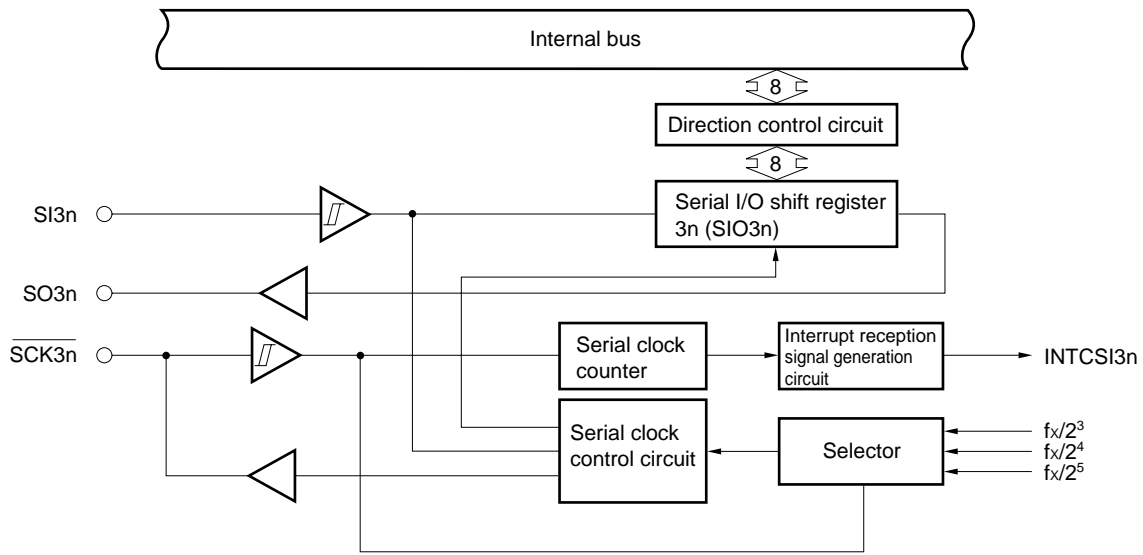 Internal bus
8
Direction control circuit
8
SI3n
Serial I/O shift register
3n (SIO3n)
SO3n
SCK3n
Serial clock
counter
Interrupt reception
signal generation
circuit
INTCSI3n
Serial clock
control circuit
Selector
fx/2³
fx/2⁴
fx/2⁵